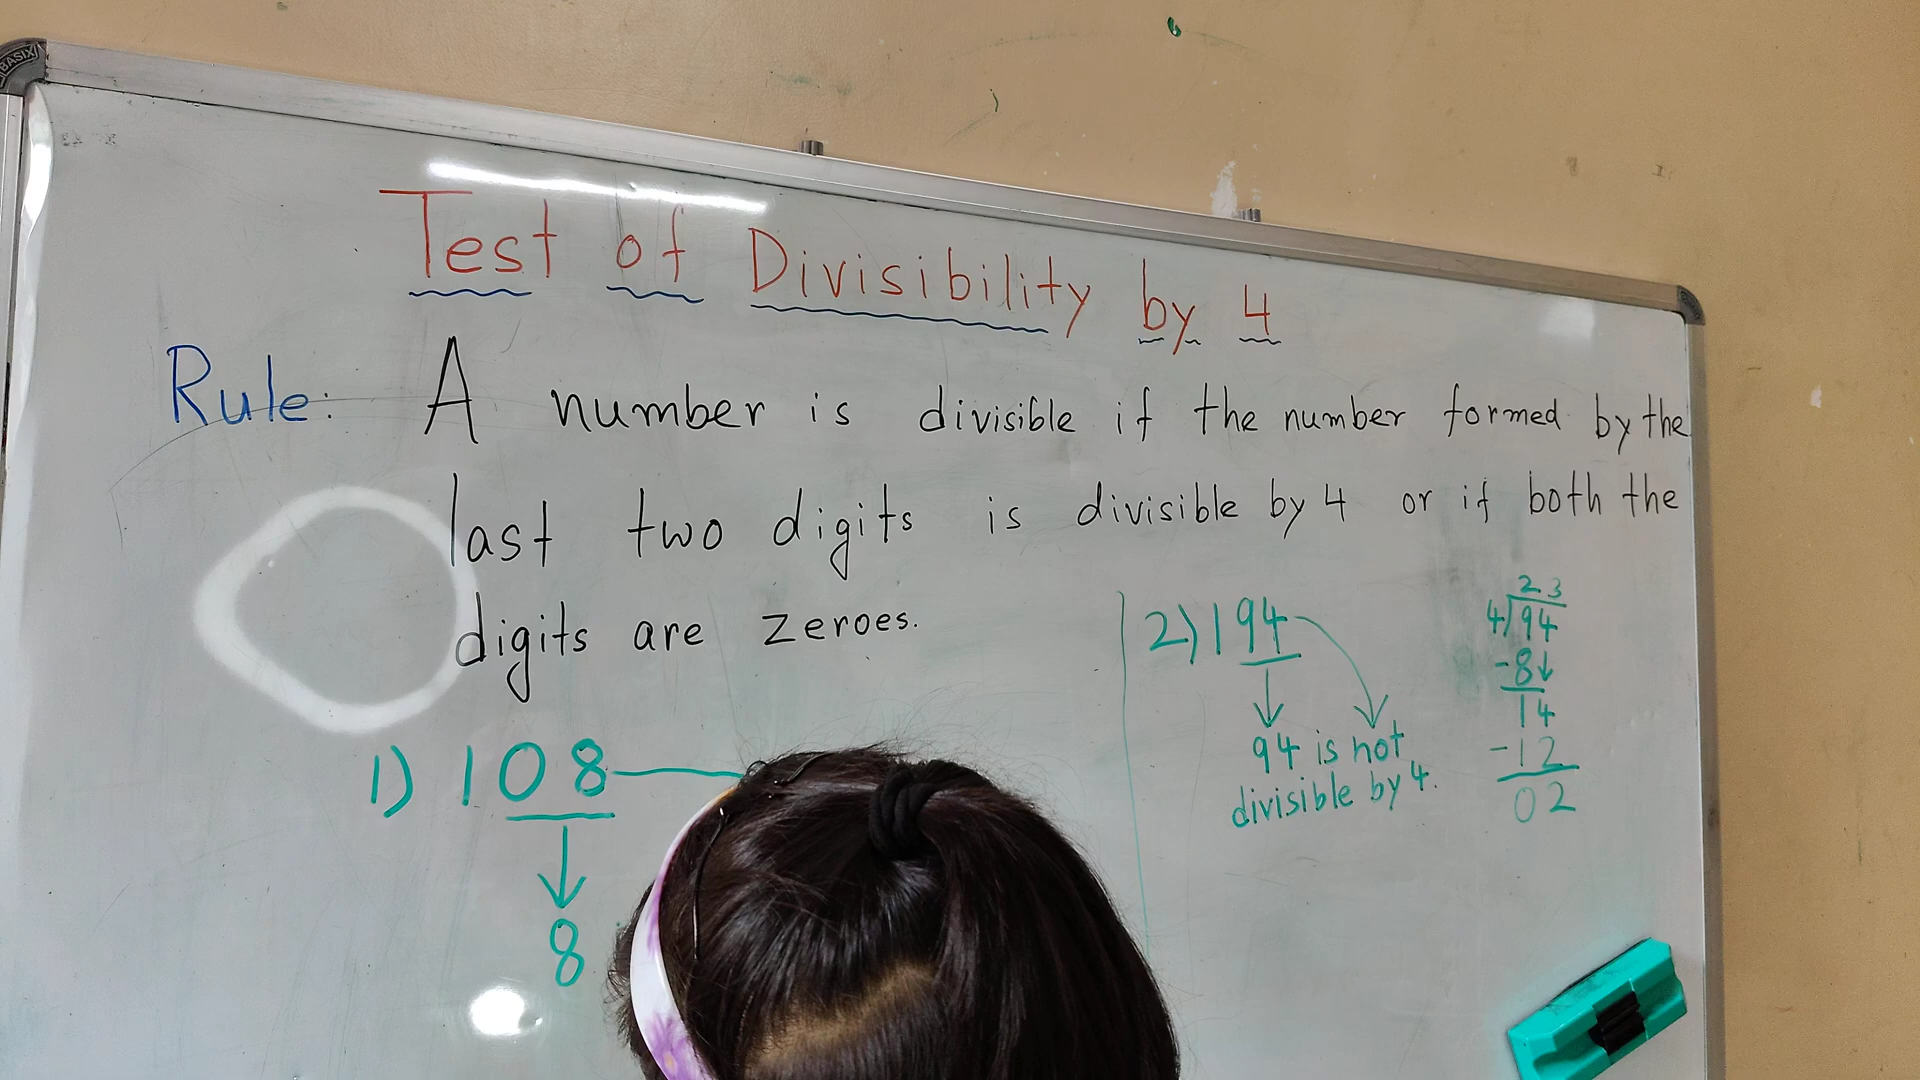 BASIX
Test of Divisibility by 4
Rule: A number is divisible if the number formed by the
last two digits is divisible by 4 or if both the
digits are zeroes.
1) 108
8
2) 194
94 is not
divisible by 4.
23
4)94
-8↓
14
-12
02